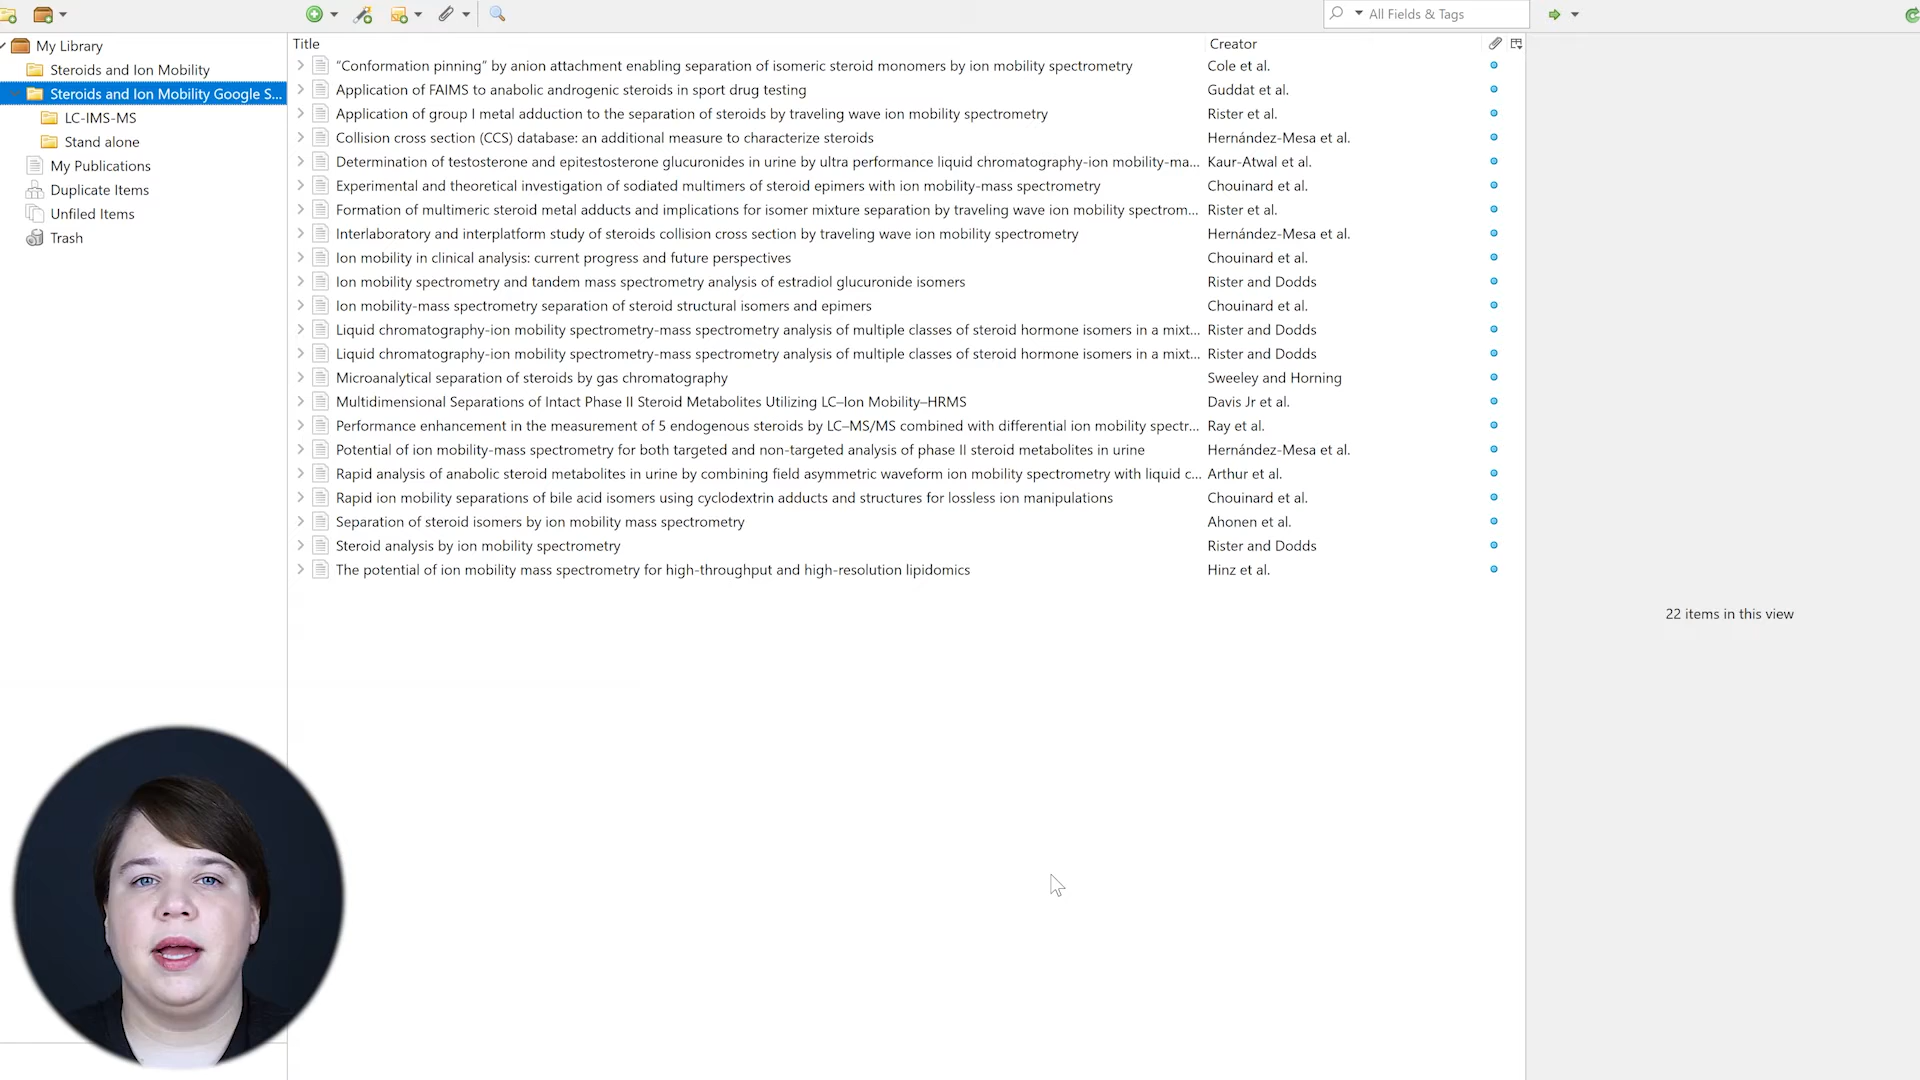 All Fields & Tags
My Library
Steroids and Ion Mobility
Steroids and Ion Mobility Google S...
LC-IMS-MS
Stand alone
My Publications
Duplicate Items
Unfiled Items
Trash
Title Creator
“Conformation pinning” by anion attachment enabling separation of isomeric steroid monomers by ion mobility spectrometry Cole et al.
Application of FAIMS to anabolic androgenic steroids in sport drug testing Guddat et al.
Application of group I metal adduction to the separation of steroids by traveling wave ion mobility spectrometry Rister et al.
Collision cross section (CCS) database: an additional measure to characterize steroids Hernández-Mesa et al.
Determination of testosterone and epitestosterone glucuronides in urine by ultra performance liquid chromatography-ion mobility-ma... Kaur-Atwal et al.
Experimental and theoretical investigation of sodiated multimers of steroid epimers with ion mobility-mass spectrometry Chouinard et al.
Formation of multimeric steroid metal adducts and implications for isomer mixture separation by traveling wave ion mobility spectrom... Rister et al.
Interlaboratory and interplatform study of steroids collision cross section by traveling wave ion mobility spectrometry Hernández-Mesa et al.
Ion mobility in clinical analysis: current progress and future perspectives Chouinard et al.
Ion mobility spectrometry and tandem mass spectrometry analysis of estradiol glucuronide isomers Rister and Dodds
Ion mobility-mass spectrometry separation of steroid structural isomers and epimers Chouinard et al.
Liquid chromatography-ion mobility spectrometry-mass spectrometry analysis of multiple classes of steroid hormone isomers in a mixt... Rister and Dodds
Liquid chromatography-ion mobility spectrometry-mass spectrometry analysis of multiple classes of steroid hormone isomers in a mixt... Rister and Dodds
Microanalytical separation of steroids by gas chromatography Sweeley and Horning
Multidimensional Separations of Intact Phase II Steroid Metabolites Utilizing LC–Ion Mobility–HRMS Davis Jr et al.
Performance enhancement in the measurement of 5 endogenous steroids by LC–MS/MS combined with differential ion mobility spectr... Ray et al.
Potential of ion mobility-mass spectrometry for both targeted and non-targeted analysis of phase II steroid metabolites in urine Hernández-Mesa et al.
Rapid analysis of anabolic steroid metabolites in urine by combining field asymmetric waveform ion mobility spectrometry with liquid c... Arthur et al.
Rapid ion mobility separations of bile acid isomers using cyclodextrin adducts and structures for lossless ion manipulations Chouinard et al.
Separation of steroid isomers by ion mobility mass spectrometry Ahonen et al.
Steroid analysis by ion mobility spectrometry Rister and Dodds
The potential of ion mobility mass spectrometry for high-throughput and high-resolution lipidomics Hinz et al.
22 items in this view